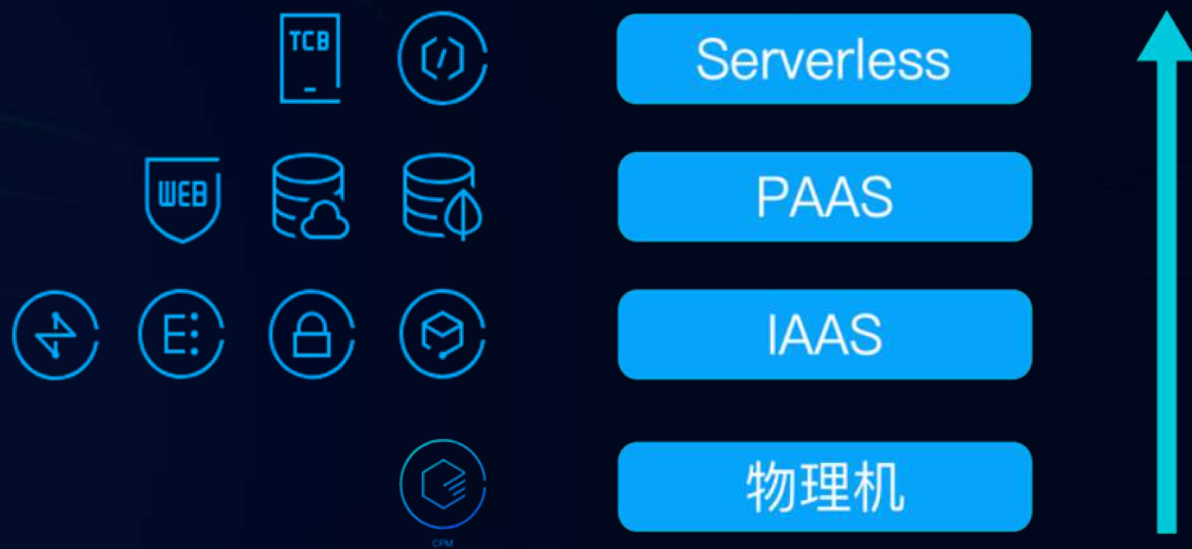 TCB
Serverless
WEB
PAAS
E
IAAS
物理机
CPM